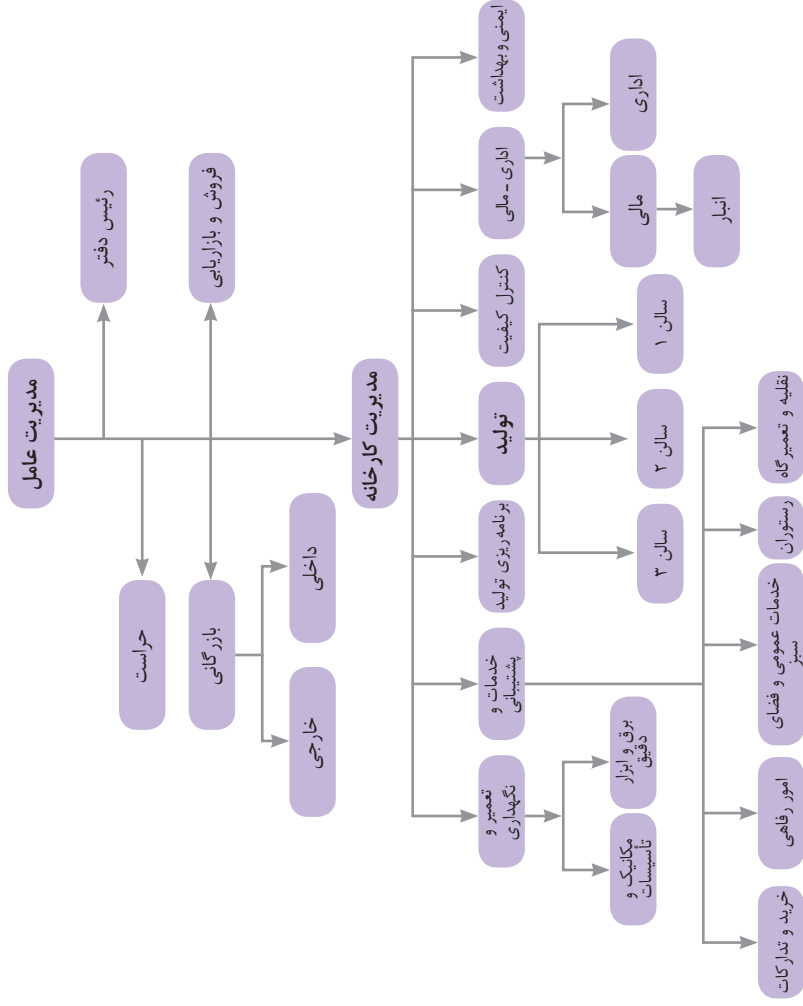 مدیریت عامل
رئیس دفتر
حراست
فروش و بازاریابی
بازرگانی
داخلی
خارجی
مدیریت کارخانه
ایمنی و بهداشت
اداری - مالی
کنترل کیفیت
تولید
برنامه ریزی تولید
خدمات و
پشتیبانی
تعمیر و
نگهداری
اداری
مالی
انبار
سالن ۱
سالن ۲
سالن ۳
برق و ابزار
دقیق
مکانیک و
تأسیسات
نقلیه و تعمیرگاه
رستوران
خدمات عمومی و فضای
سبز
امور رفاهی
خرید و تدارکات